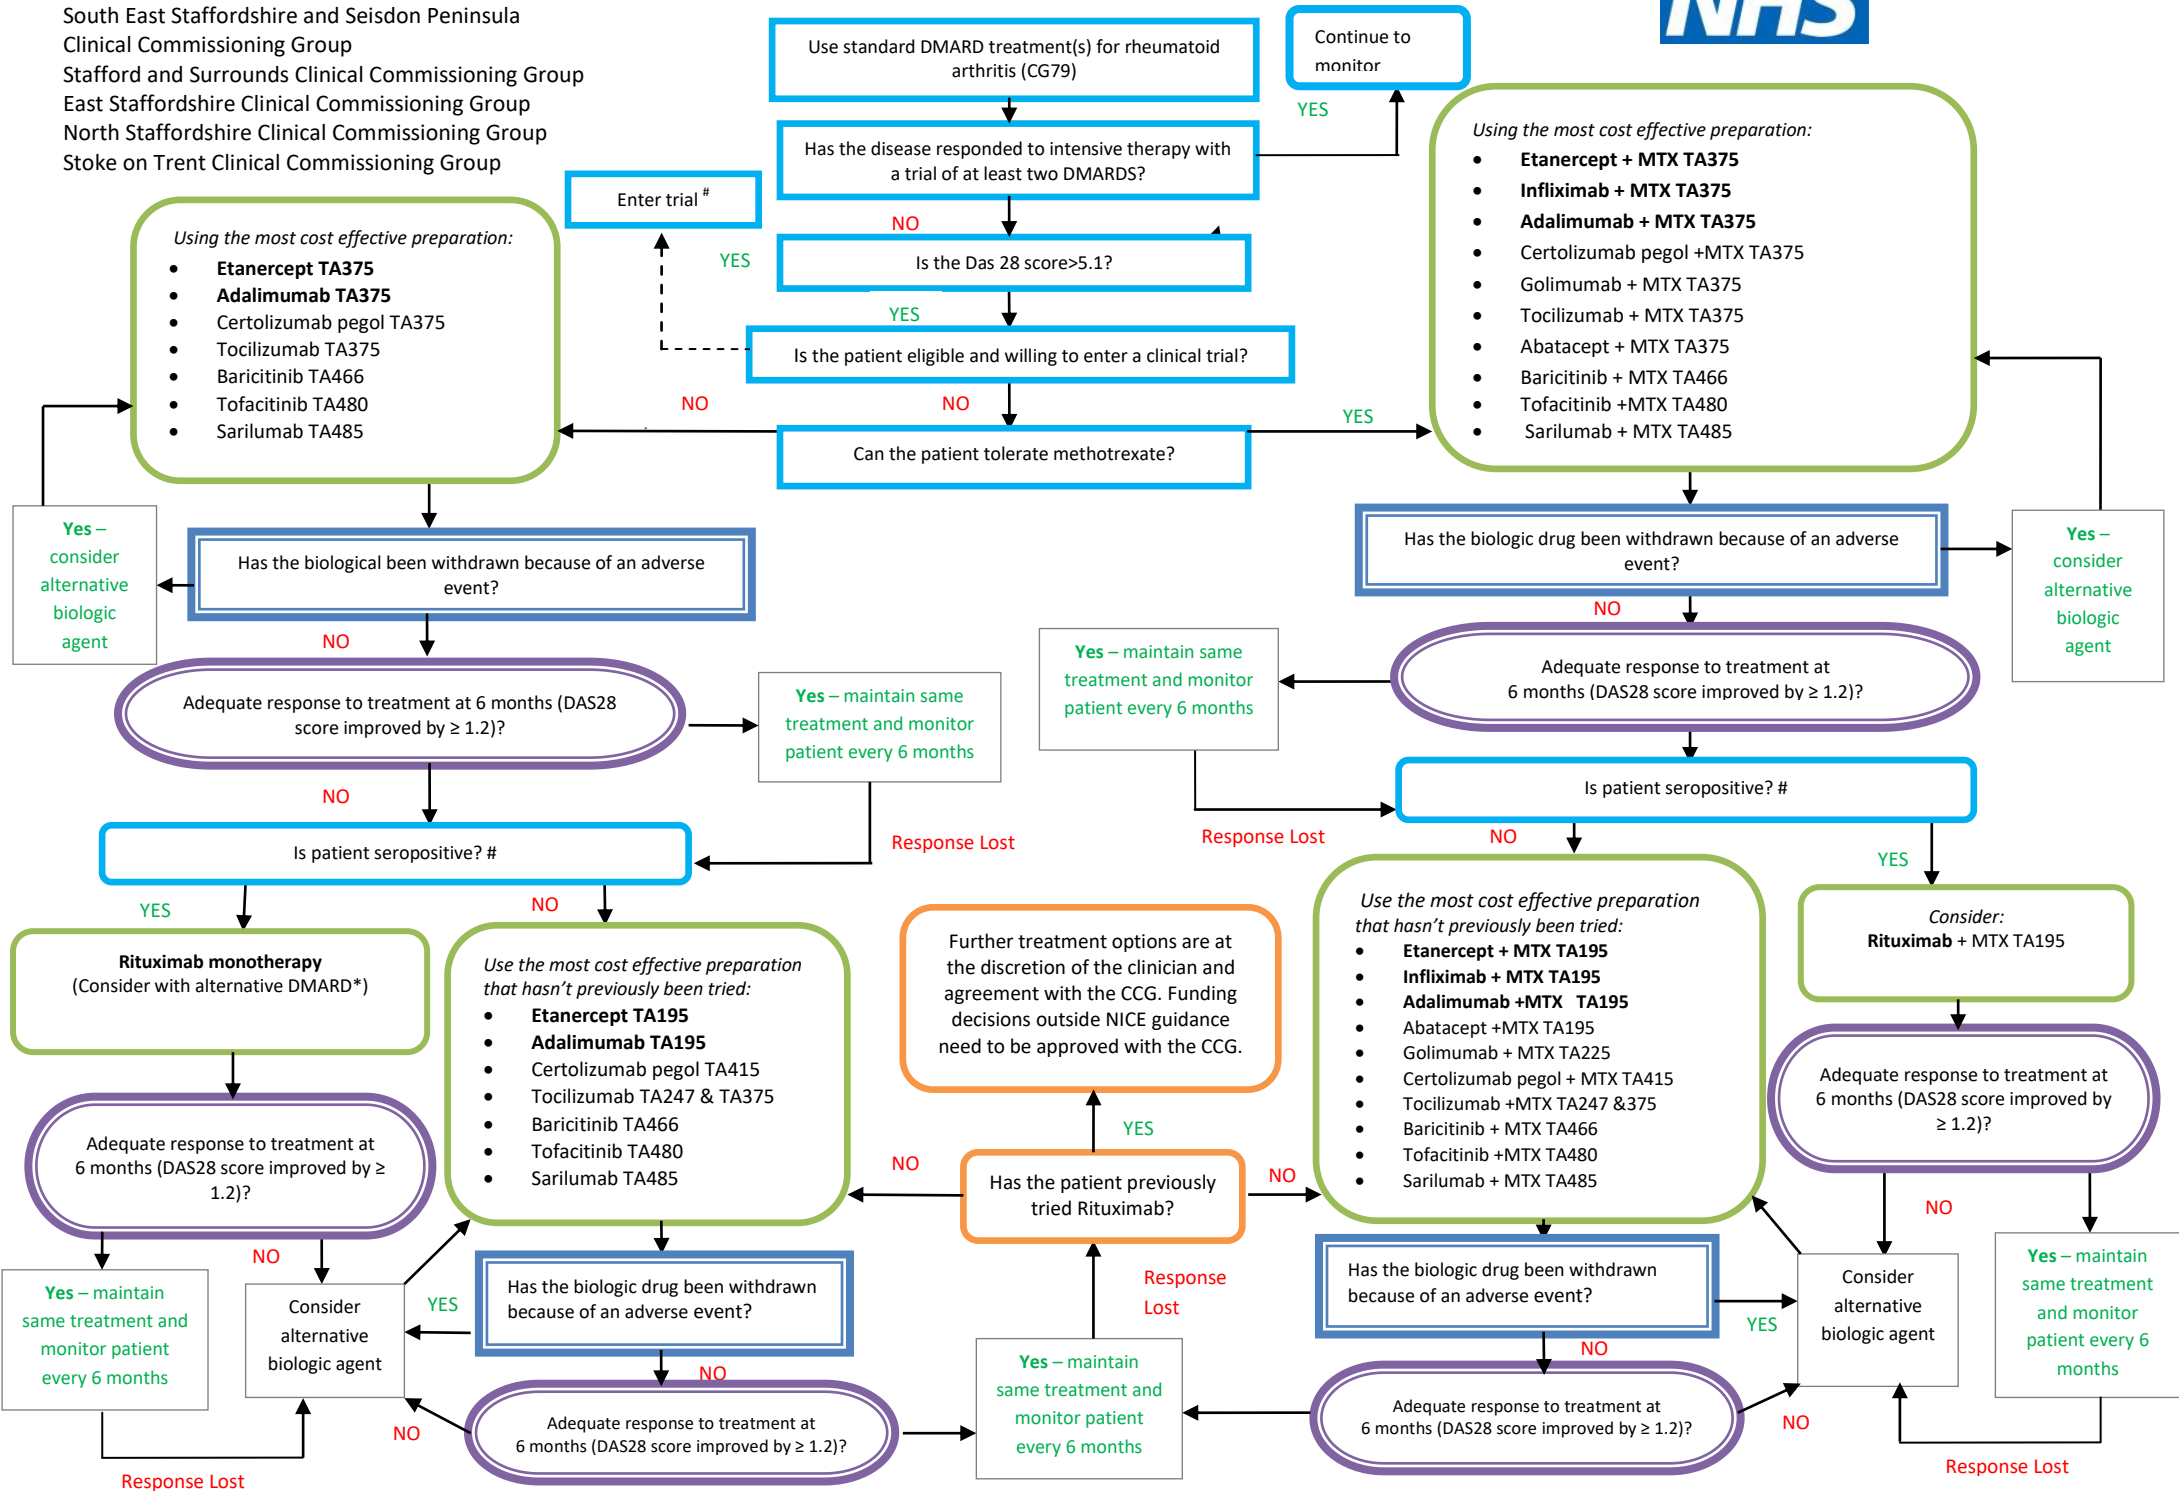 South East Staffordshire and Seisdon Peninsula
Clinical Commissioning Group
Stafford and Surrounds Clinical Commissioning Group
East Staffordshire Clinical Commissioning Group
North Staffordshire Clinical Commissioning Group
Stoke on Trent Clinical Commissioning Group
NHS
Use standard DMARD treatment(s) for rheumatoid
arthritis (CG79)
Continue to
monitor
YES
Has the disease responded to intensive therapy with
a trial of at least two DMARDS?
Enter trial #
NO
YES
Is the Das 28 score>5.1?
YES
Is the patient eligible and willing to enter a clinical trial?
NO
NO
YES
Can the patient tolerate methotrexate?
Using the most cost effective preparation:
• Etanercept TA375
• Adalimumab TA375
• Certolizumab pegol TA375
• Tocilizumab TA375
• Baricitinib TA466
• Tofacitinib TA480
• Sarilumab TA485
Using the most cost effective preparation:
• Etanercept + MTX TA375
• Infliximab + MTX TA375
• Adalimumab + MTX TA375
• Certolizumab pegol +MTX TA375
• Golimumab + MTX TA375
• Tocilizumab + MTX TA375
• Abatacept + MTX TA375
• Baricitinib + MTX TA466
• Tofacitinib +MTX TA480
• Sarilumab + MTX TA485
Yes –
consider
alternative
biologic
agent
Has the biological been withdrawn because of an adverse
event?
NO
Adequate response to treatment at 6 months (DAS28
score improved by ≥ 1.2)?
Yes – maintain same
treatment and monitor
patient every 6 months
NO
Response Lost
Is patient seropositive? #
YES
NO
Has the biologic drug been withdrawn because of an adverse
event?
Yes –
consider
alternative
biologic
agent
NO
Yes – maintain same
treatment and monitor
patient every 6 months
Adequate response to treatment at
6 months (DAS28 score improved by ≥ 1.2)?
Is patient seropositive? #
Response Lost
NO
YES
Rituximab monotherapy
(Consider with alternative DMARD*)
Use the most cost effective preparation
that hasn’t previously been tried:
• Etanercept TA195
• Adalimumab TA195
• Certolizumab pegol TA415
• Tocilizumab TA247 & TA375
• Baricitinib TA466
• Tofacitinib TA480
• Sarilumab TA485
Further treatment options are at
the discretion of the clinician and
agreement with the CCG. Funding
decisions outside NICE guidance
need to be approved with the CCG.
YES
NO
Has the patient previously
tried Rituximab?
NO
Use the most cost effective preparation
that hasn’t previously been tried:
• Etanercept + MTX TA195
• Infliximab + MTX TA195
• Adalimumab +MTX TA195
• Abatacept +MTX TA195
• Golimumab + MTX TA225
• Certolizumab pegol + MTX TA415
• Tocilizumab +MTX TA247 &375
• Baricitinib + MTX TA466
• Tofacitinib +MTX TA480
• Sarilumab + MTX TA485
Consider:
Rituximab + MTX TA195
Adequate response to treatment at
6 months (DAS28 score improved by
≥ 1.2)?
NO
Adequate response to treatment at
6 months (DAS28 score improved by ≥
1.2)?
NO
Yes – maintain
same treatment and
monitor patient
every 6 months
Consider
alternative
biologic agent
YES
Has the biologic drug been withdrawn
because of an adverse event?
NO
NO
Adequate response to treatment at
6 months (DAS28 score improved by ≥ 1.2)?
Response Lost
Response
Lost
Yes – maintain
same treatment and
monitor patient
every 6 months
Has the biologic drug been withdrawn
because of an adverse event?
YES
NO
Adequate response to treatment at
6 months (DAS28 score improved by ≥ 1.2)?
NO
Consider
alternative
biologic agent
Yes – maintain
same treatment
and monitor
patient every 6
months
Response Lost